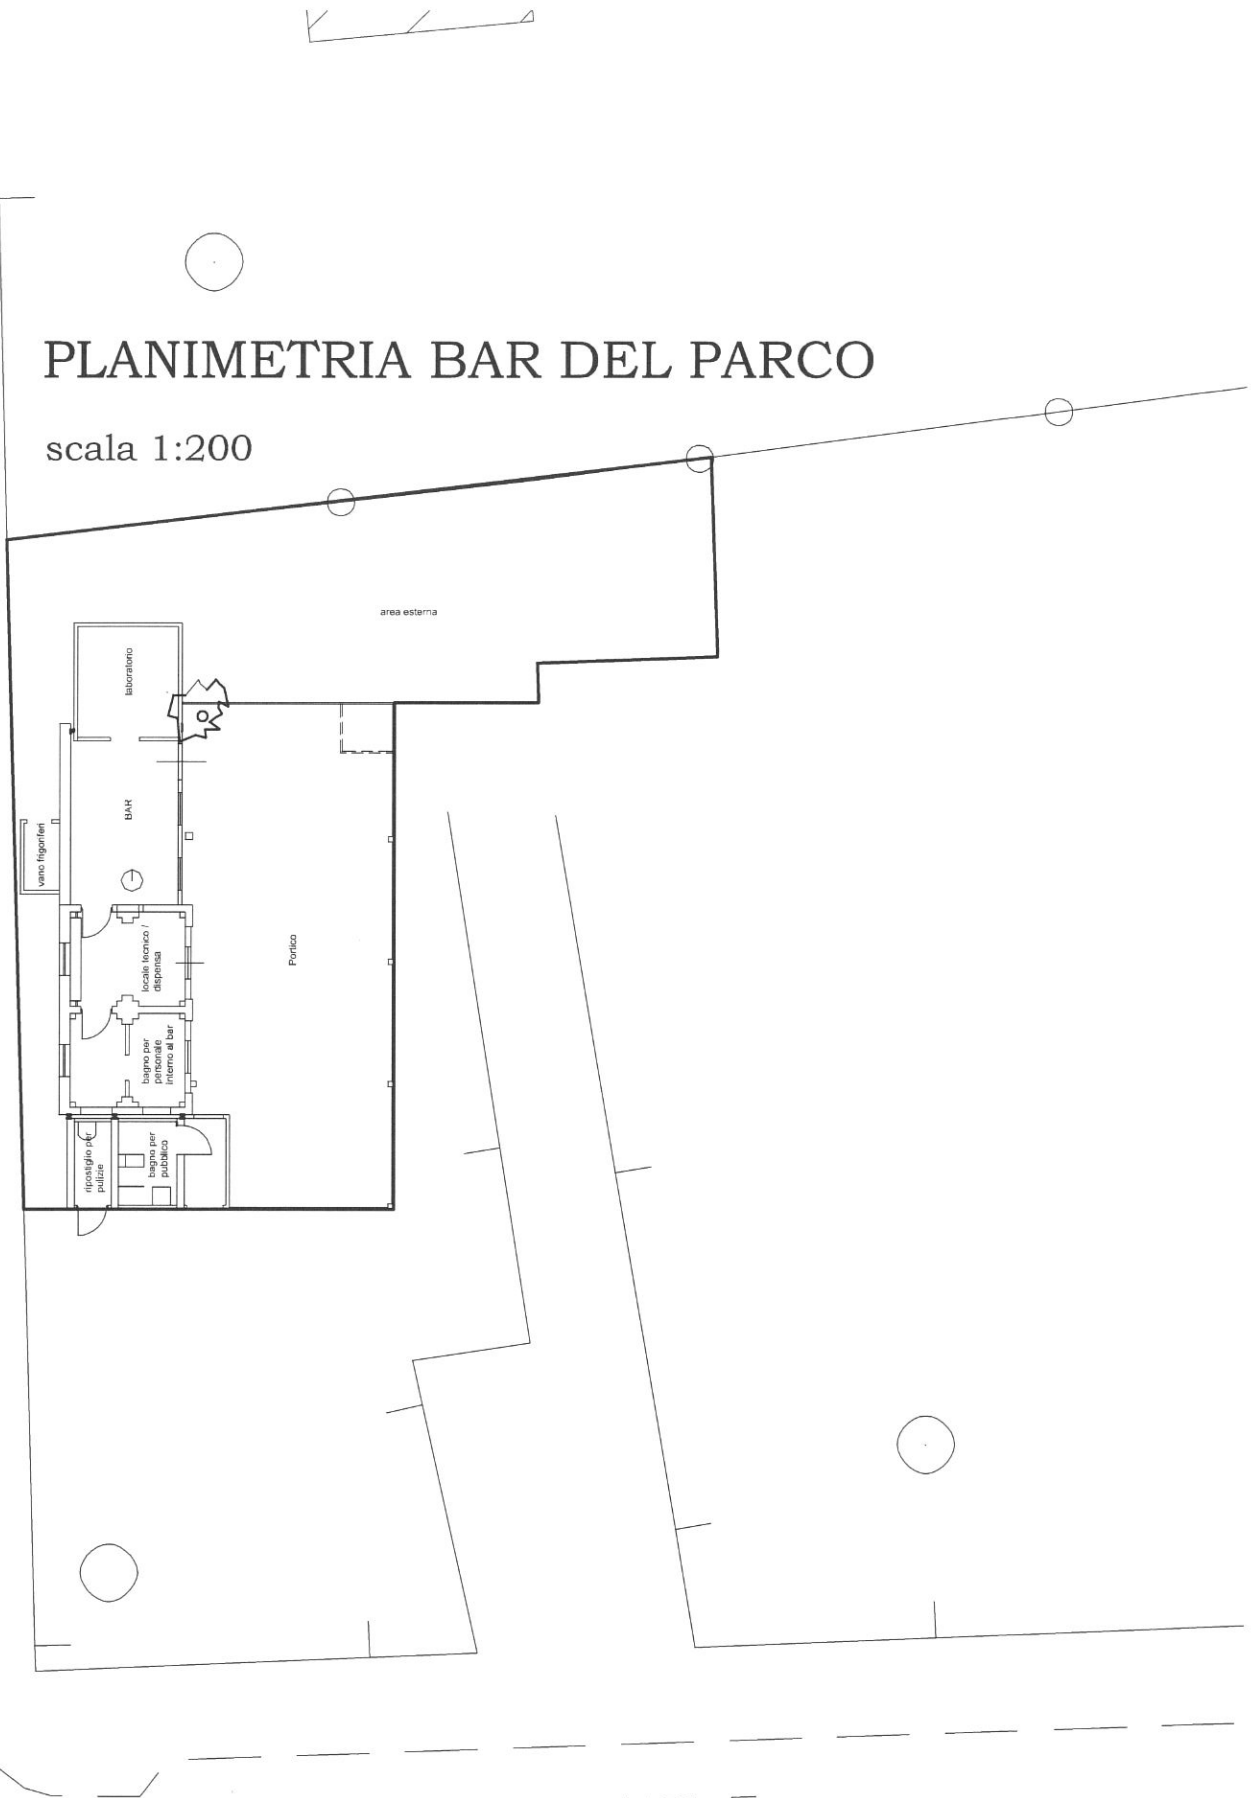 PLANIMETRIA BAR DEL PARCO
scala 1:200
area esterna
laboratorio
BAR
vano frigoriferi
locale tecnico /
dispensa
Portico
bagno per
personale
interno al bar
ripostiglio per
pulizie
bagno per
pubblico